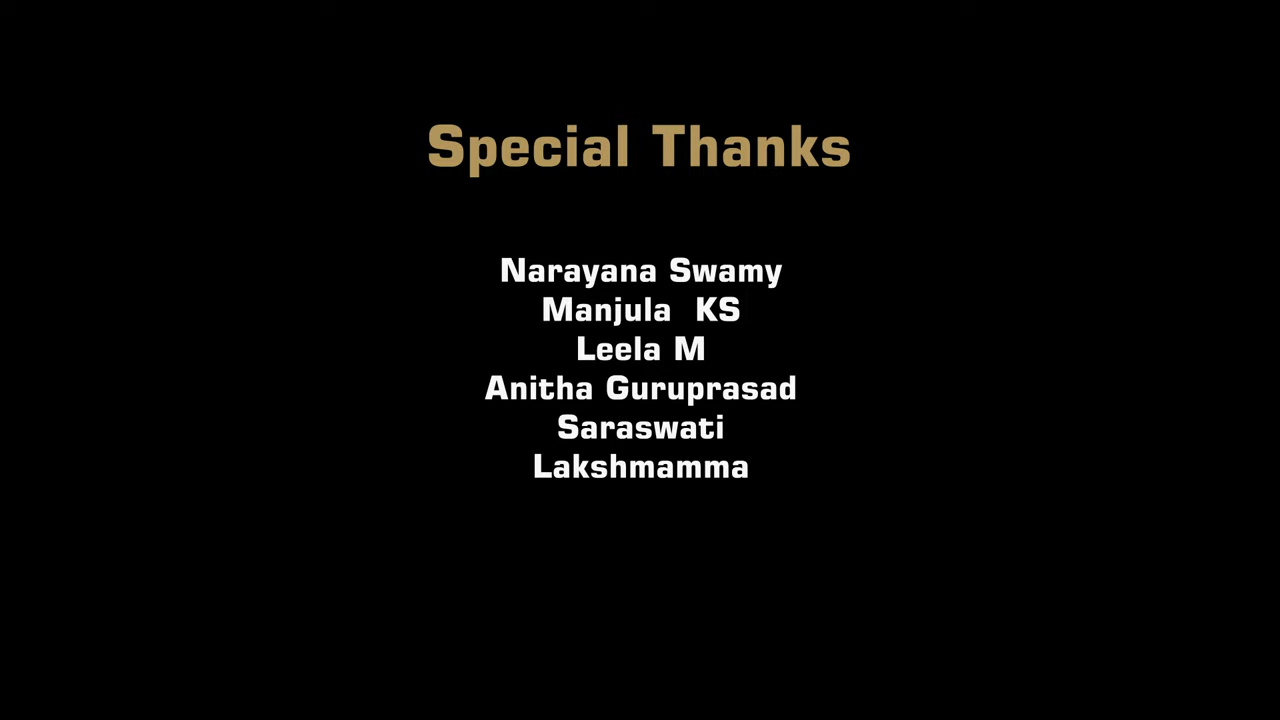 Special Thanks
Narayana Swamy
Manjula  KS
Leela M
Anitha Guruprasad
Saraswati
Lakshmamma